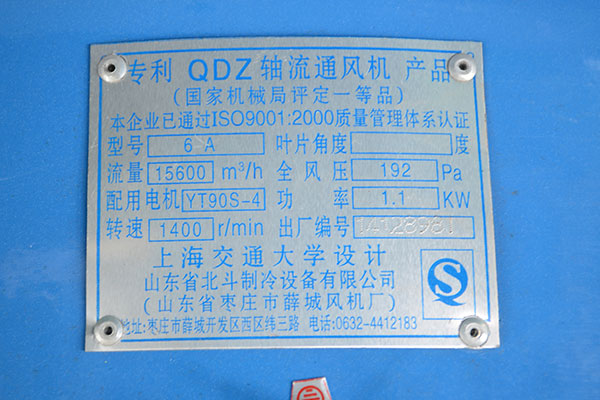 专利 QDZ 轴流通风机 产品
(国家机械局评定一等品)
本企业已通过ISO9001:2000质量管理体系认证
型号 6 A 叶片角度 度
流量 15600 m³/h 全风压 192 Pa
配用电机 YT90S-4 功率 1.1 KW
转速 1400 r/min 出厂编号
上海交通大学设计
山东省北斗制冷设备有限公司
(山东省枣庄市薛城风机厂)
地址:枣庄市薛城开发区西区纬三路 电话:0632-4412183